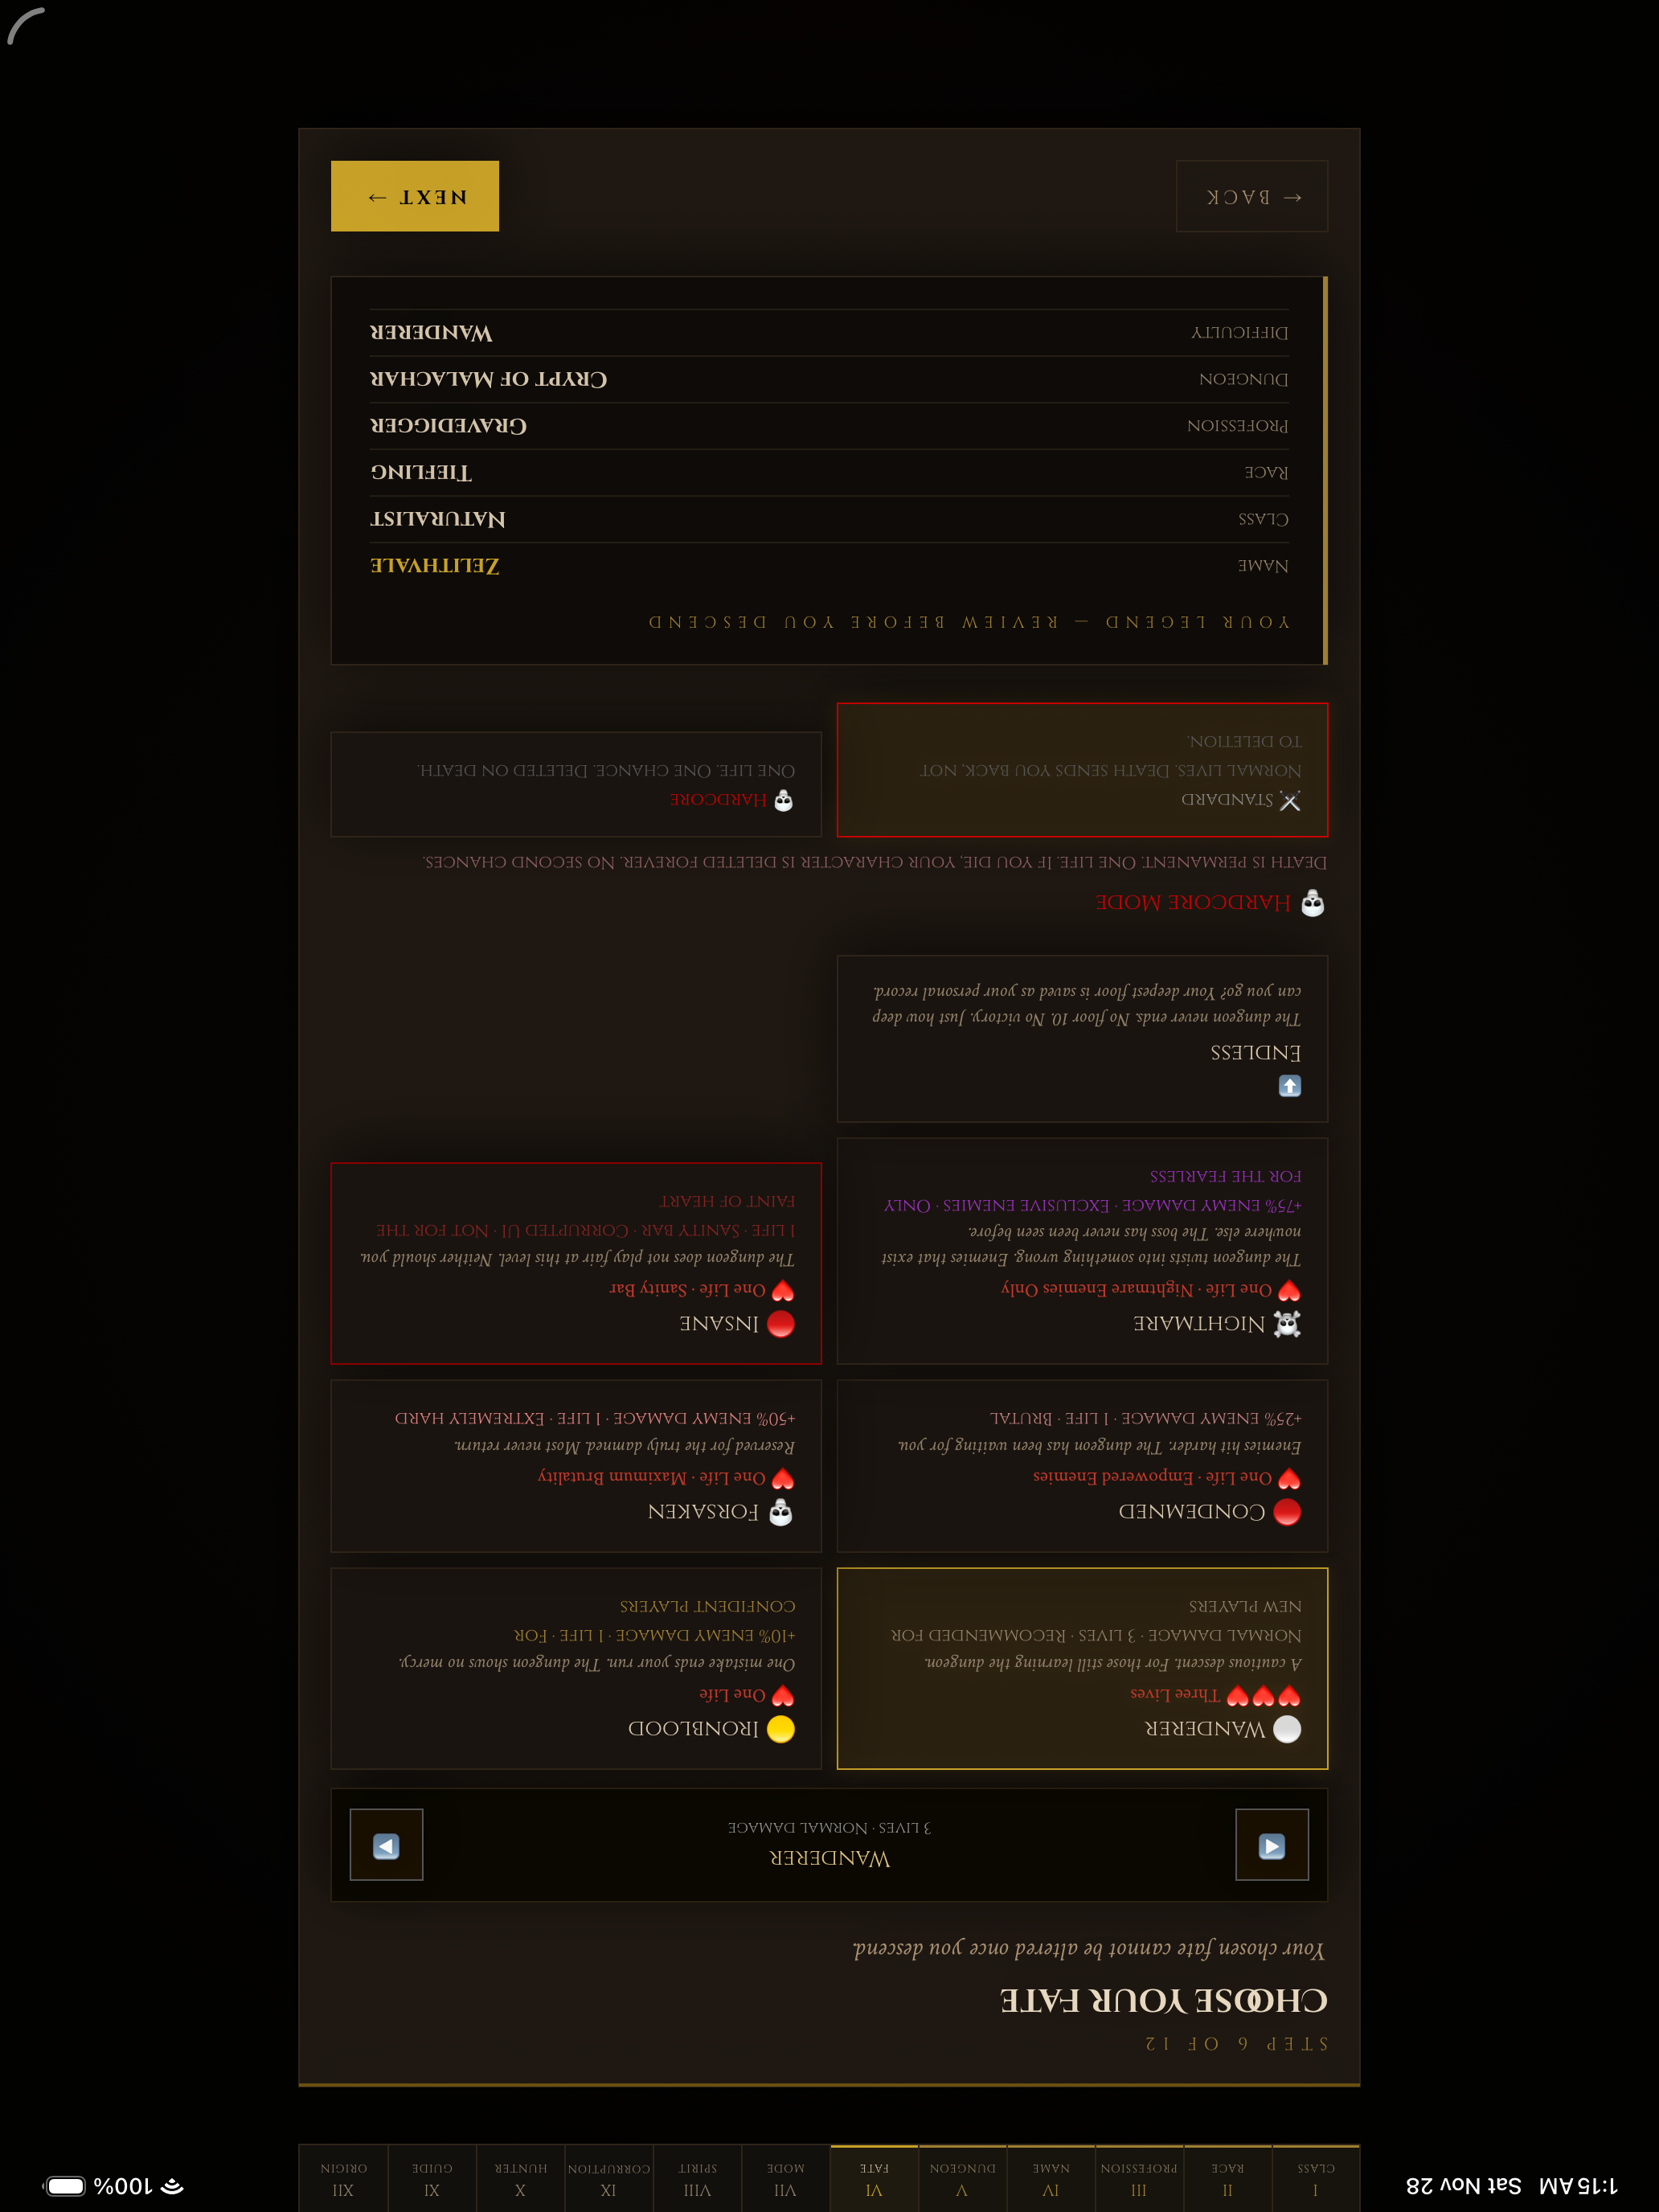 1:15 AM Sat Nov 28
100%
I
CLASS
II
RACE
III
PROFESSION
IV
NAME
V
DUNGEON
VI
FATE
VII
MODE
VIII
SPIRIT
IX
CORRUPTION
X
HUNTER
XI
GUIDE
XII
ORIGIN
STEP 6 OF 12
CHOOSE YOUR FATE
Your chosen fate cannot be altered once you descend.
WANDERER
3 LIVES · NORMAL DAMAGE
WANDERER
Three Lives
A cautious descent. For those still learning the dungeon.
NORMAL DAMAGE · 3 LIVES · RECOMMENDED FOR
NEW PLAYERS
IRONBLOOD
One Life
One mistake ends your run. The dungeon shows no mercy.
+10% ENEMY DAMAGE · 1 LIFE · FOR
CONFIDENT PLAYERS
CONDEMNED
One Life · Empowered Enemies
Enemies hit harder. The dungeon has been waiting for you.
+25% ENEMY DAMAGE · 1 LIFE · BRUTAL
FORSAKEN
One Life · Maximum Brutality
Reserved for the truly damned. Most never return.
+50% ENEMY DAMAGE · 1 LIFE · EXTREMELY HARD
NIGHTMARE
One Life · Nightmare Enemies Only
The dungeon twists into something wrong. Enemies that exist
nowhere else. The boss has never been seen before.
+75% ENEMY DAMAGE · EXCLUSIVE ENEMIES · ONLY
FOR THE FEARLESS
INSANE
One Life · Sanity Bar
The dungeon does not play fair at this level. Neither should you.
1 LIFE · SANITY BAR · CORRUPTED UI · NOT FOR THE
FAINT OF HEART
ENDLESS
The dungeon never ends. No floor 10. No victory. Just how deep
can you go? Your deepest floor is saved as your personal record.
HARDCORE MODE
DEATH IS PERMANENT. ONE LIFE. IF YOU DIE, YOUR CHARACTER IS DELETED FOREVER. NO SECOND CHANCES.
STANDARD
NORMAL LIVES. DEATH SENDS YOU BACK, NOT
TO DELETION.
HARDCORE
ONE LIFE. ONE CHANCE. DELETED ON DEATH.
YOUR LEGEND — REVIEW BEFORE YOU DESCEND
NAME ZELITHVALE
CLASS NATURALIST
RACE TIEFLING
PROFESSION GRAVEDIGGER
DUNGEON CRYPT OF MALACHAR
DIFFICULTY WANDERER
← BACK
NEXT →